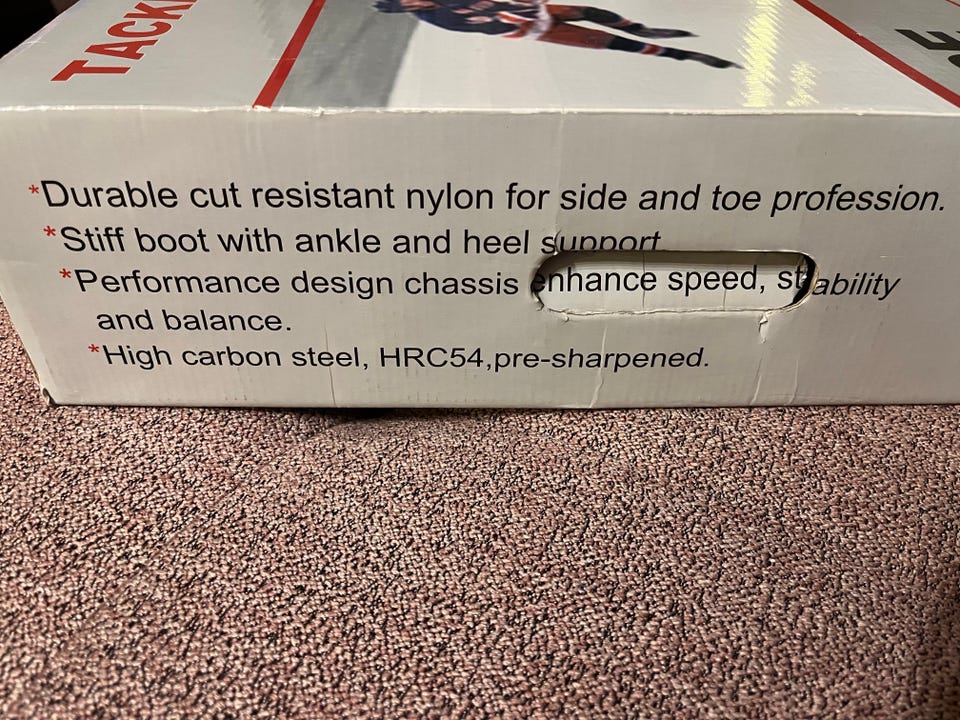 TACK
*Durable cut resistant nylon for side and toe profession.
*Stiff boot with ankle and heel support.
*Performance design chassis enhance speed, stability
and balance.
*High carbon steel, HRC54,pre-sharpened.